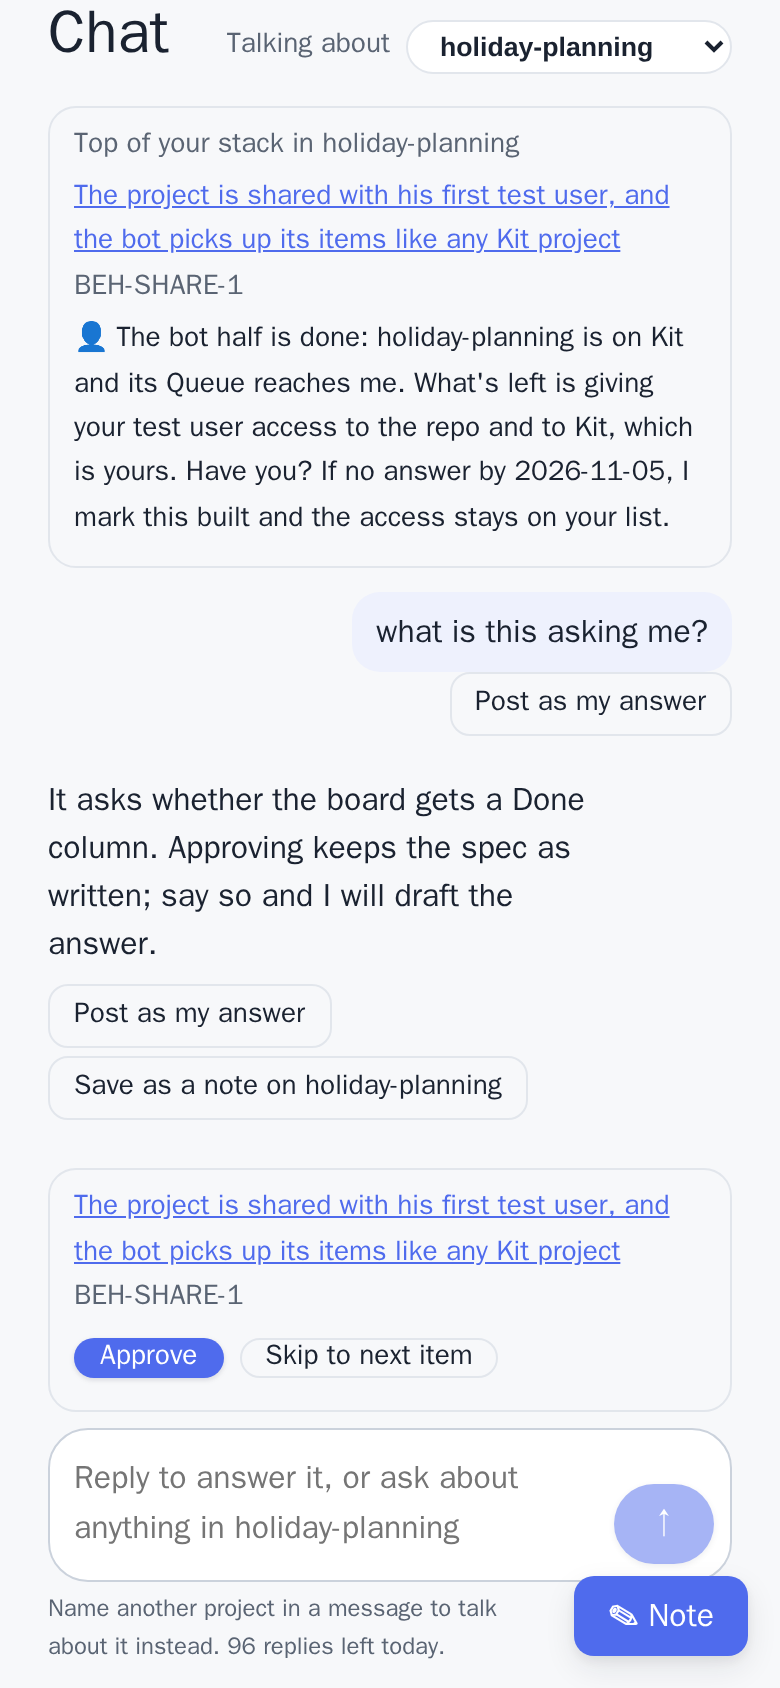 Chat
Talking about
holiday-planning
Top of your stack in holiday-planning
The project is shared with his first test user, and
the bot picks up its items like any Kit project
BEH-SHARE-1
👤 The bot half is done: holiday-planning is on Kit
and its Queue reaches me. What's left is giving
your test user access to the repo and to Kit, which
is yours. Have you? If no answer by 2026-11-05, I
mark this built and the access stays on your list.
what is this asking me?
Post as my answer
It asks whether the board gets a Done
column. Approving keeps the spec as
written; say so and I will draft the
answer.
Post as my answer
Save as a note on holiday-planning
The project is shared with his first test user, and
the bot picks up its items like any Kit project
BEH-SHARE-1
Approve
Skip to next item
Reply to answer it, or ask about
anything in holiday-planning
↑
Name another project in a message to talk
about it instead. 96 replies left today.
✎ Note